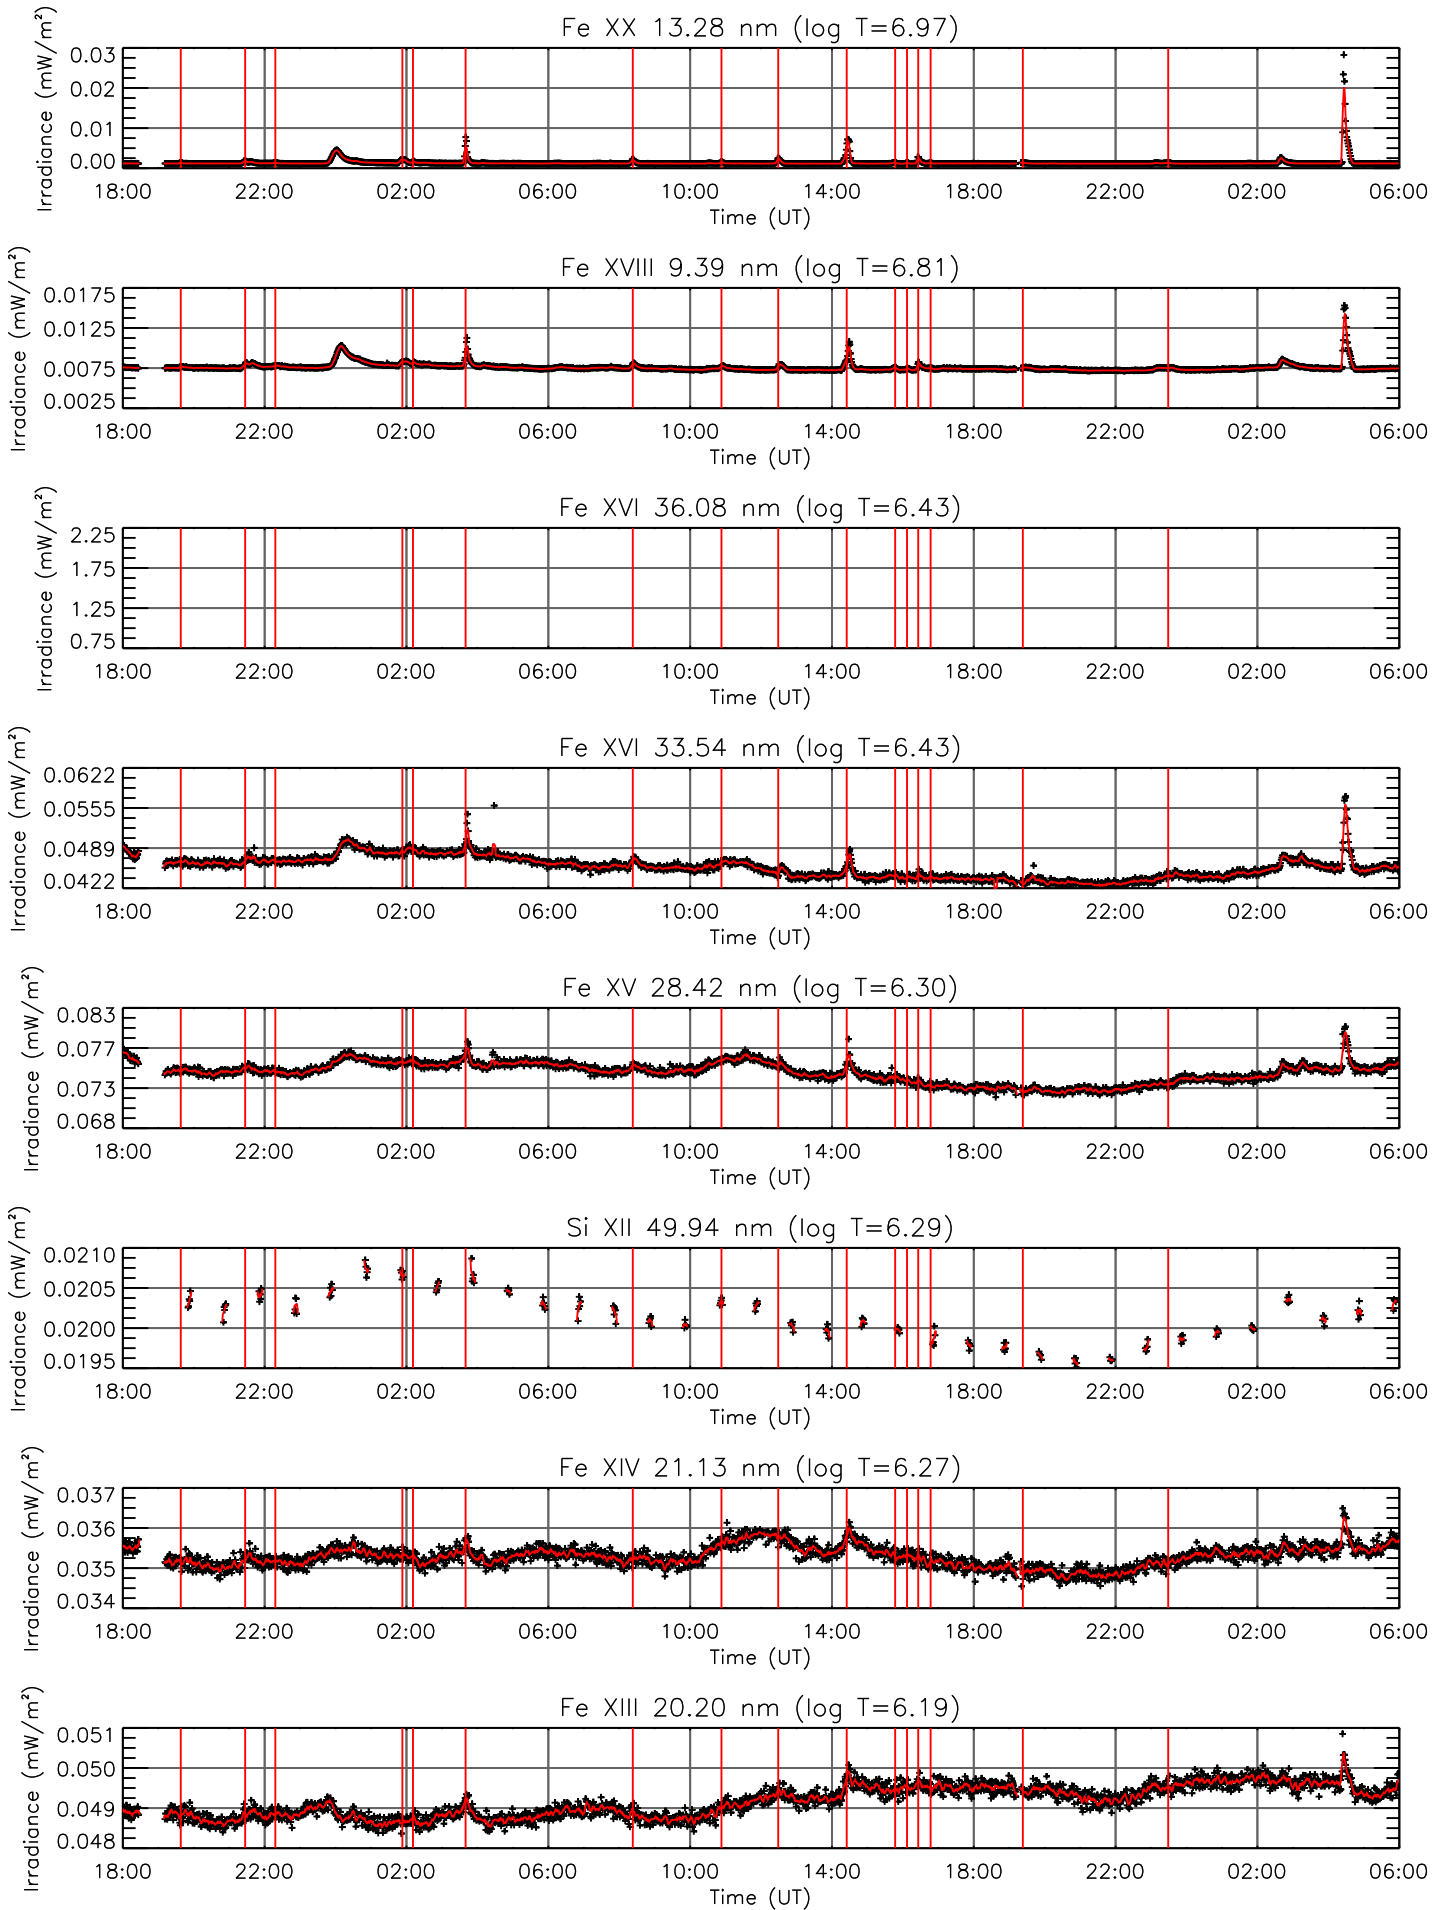 Fe XX 13.28 nm (log T=6.97)
Irradiance (mW/m²)
0.03
0.02
0.01
0.00
18:00 22:00 02:00 06:00 10:00 14:00 18:00 22:00 02:00 06:00
Time (UT)
Fe XVIII 9.39 nm (log T=6.81)
Irradiance (mW/m²)
0.0175
0.0125
0.0075
0.0025
18:00 22:00 02:00 06:00 10:00 14:00 18:00 22:00 02:00 06:00
Time (UT)
Fe XVI 36.08 nm (log T=6.43)
Irradiance (mW/m²)
2.25
1.75
1.25
0.75
18:00 22:00 02:00 06:00 10:00 14:00 18:00 22:00 02:00 06:00
Time (UT)
Fe XVI 33.54 nm (log T=6.43)
Irradiance (mW/m²)
0.0622
0.0555
0.0489
0.0422
18:00 22:00 02:00 06:00 10:00 14:00 18:00 22:00 02:00 06:00
Time (UT)
Fe XV 28.42 nm (log T=6.30)
Irradiance (mW/m²)
0.083
0.077
0.073
0.068
18:00 22:00 02:00 06:00 10:00 14:00 18:00 22:00 02:00 06:00
Time (UT)
Si XII 49.94 nm (log T=6.29)
Irradiance (mW/m²)
0.0210
0.0205
0.0200
0.0195
18:00 22:00 02:00 06:00 10:00 14:00 18:00 22:00 02:00 06:00
Time (UT)
Fe XIV 21.13 nm (log T=6.27)
Irradiance (mW/m²)
0.037
0.036
0.035
0.034
18:00 22:00 02:00 06:00 10:00 14:00 18:00 22:00 02:00 06:00
Time (UT)
Fe XIII 20.20 nm (log T=6.19)
Irradiance (mW/m²)
0.051
0.050
0.049
0.048
18:00 22:00 02:00 06:00 10:00 14:00 18:00 22:00 02:00 06:00
Time (UT)